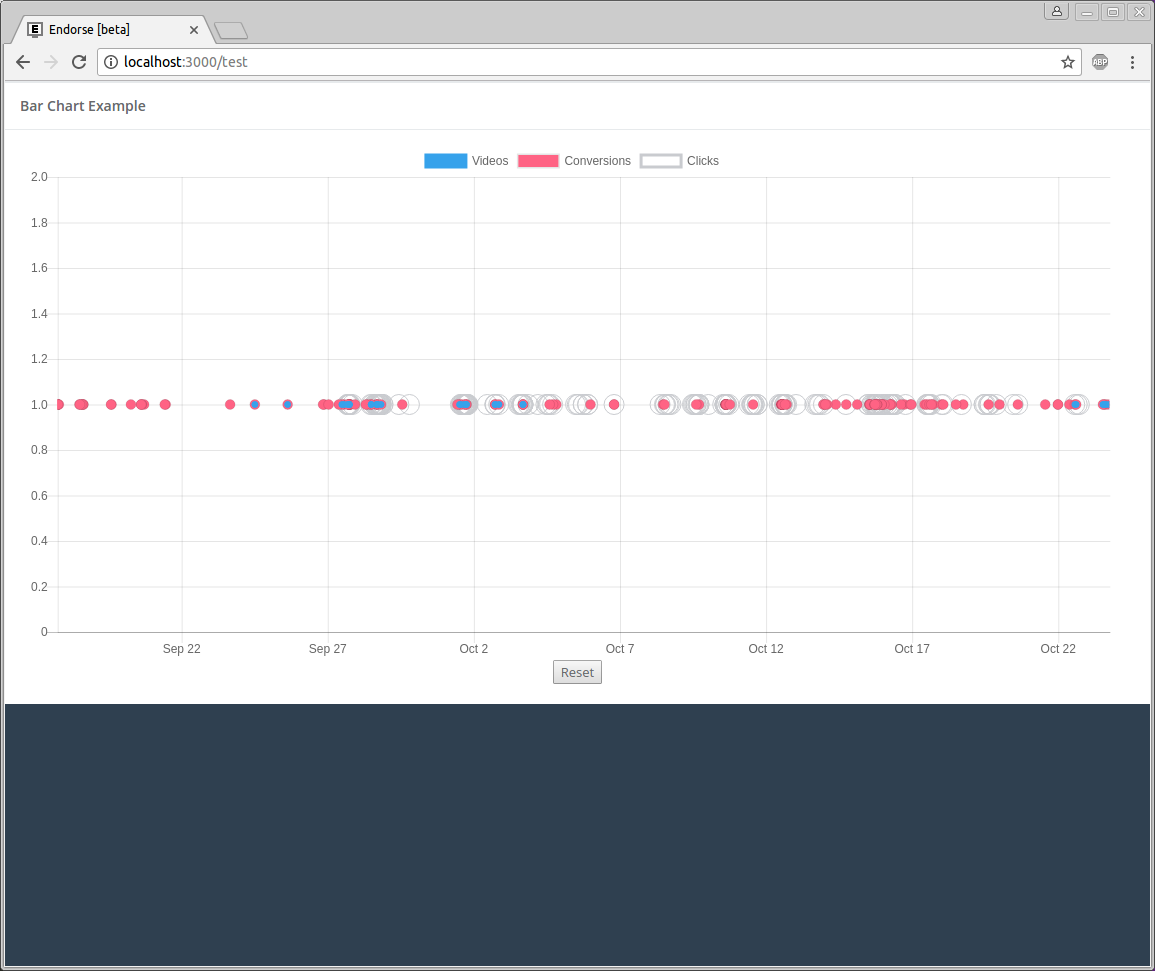 E Endorse [beta]
localhost:3000/test
ABP
Bar Chart Example
Videos Conversions Clicks
2.0
1.8
1.6
1.4
1.2
1.0
0.8
0.6
0.4
0.2
0
Sep 22 Sep 27 Oct 2 Oct 7 Oct 12 Oct 17 Oct 22
Reset